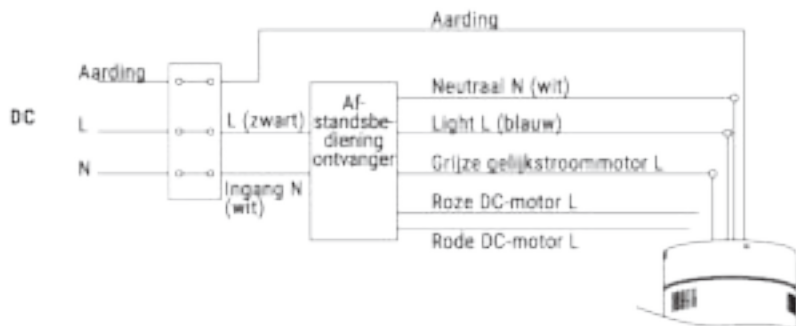 Aarding
Aarding
DC
L
N
L (zwart)
Ingang N
(wit)
Af-
standsbe-
diening
ontvanger
Neutraal N (wit)
Light L (blauw)
Grijze gelijkstroommotor L
Roze DC-motor L
Rode DC-motor L